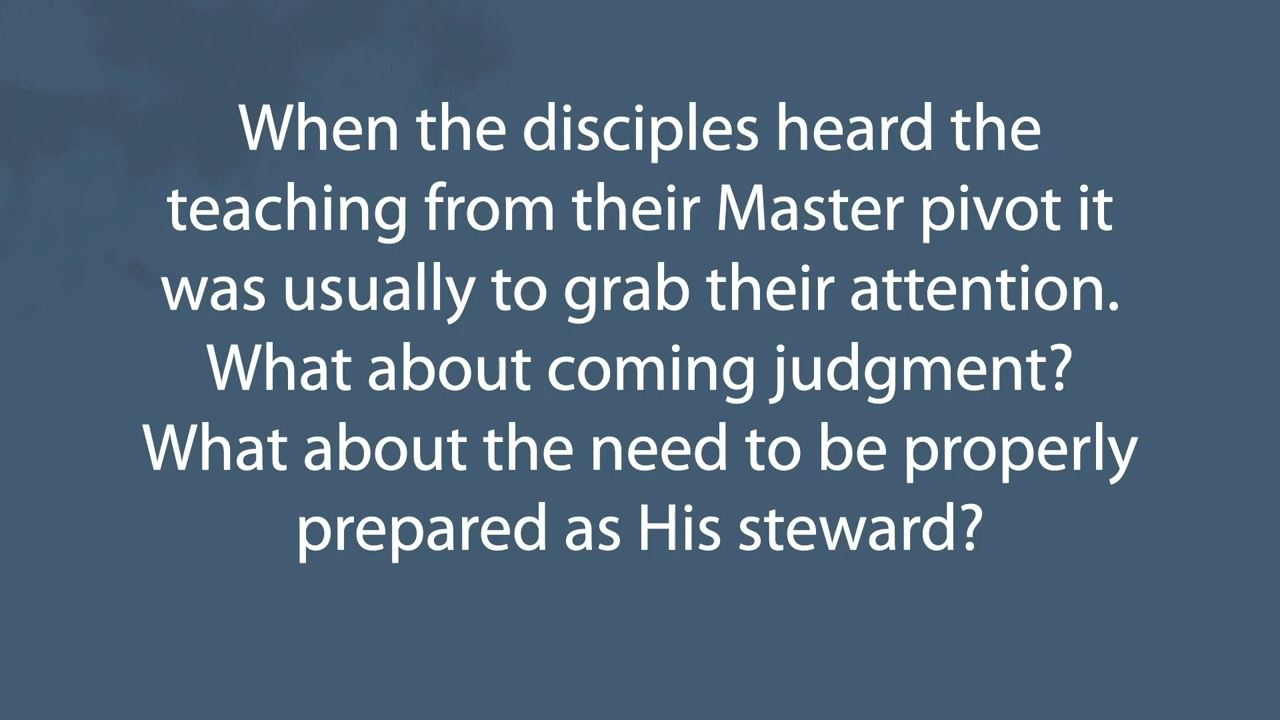 When the disciples heard the
teaching from their Master pivot it
was usually to grab their attention.
What about coming judgment?
What about the need to be properly
prepared as His steward?